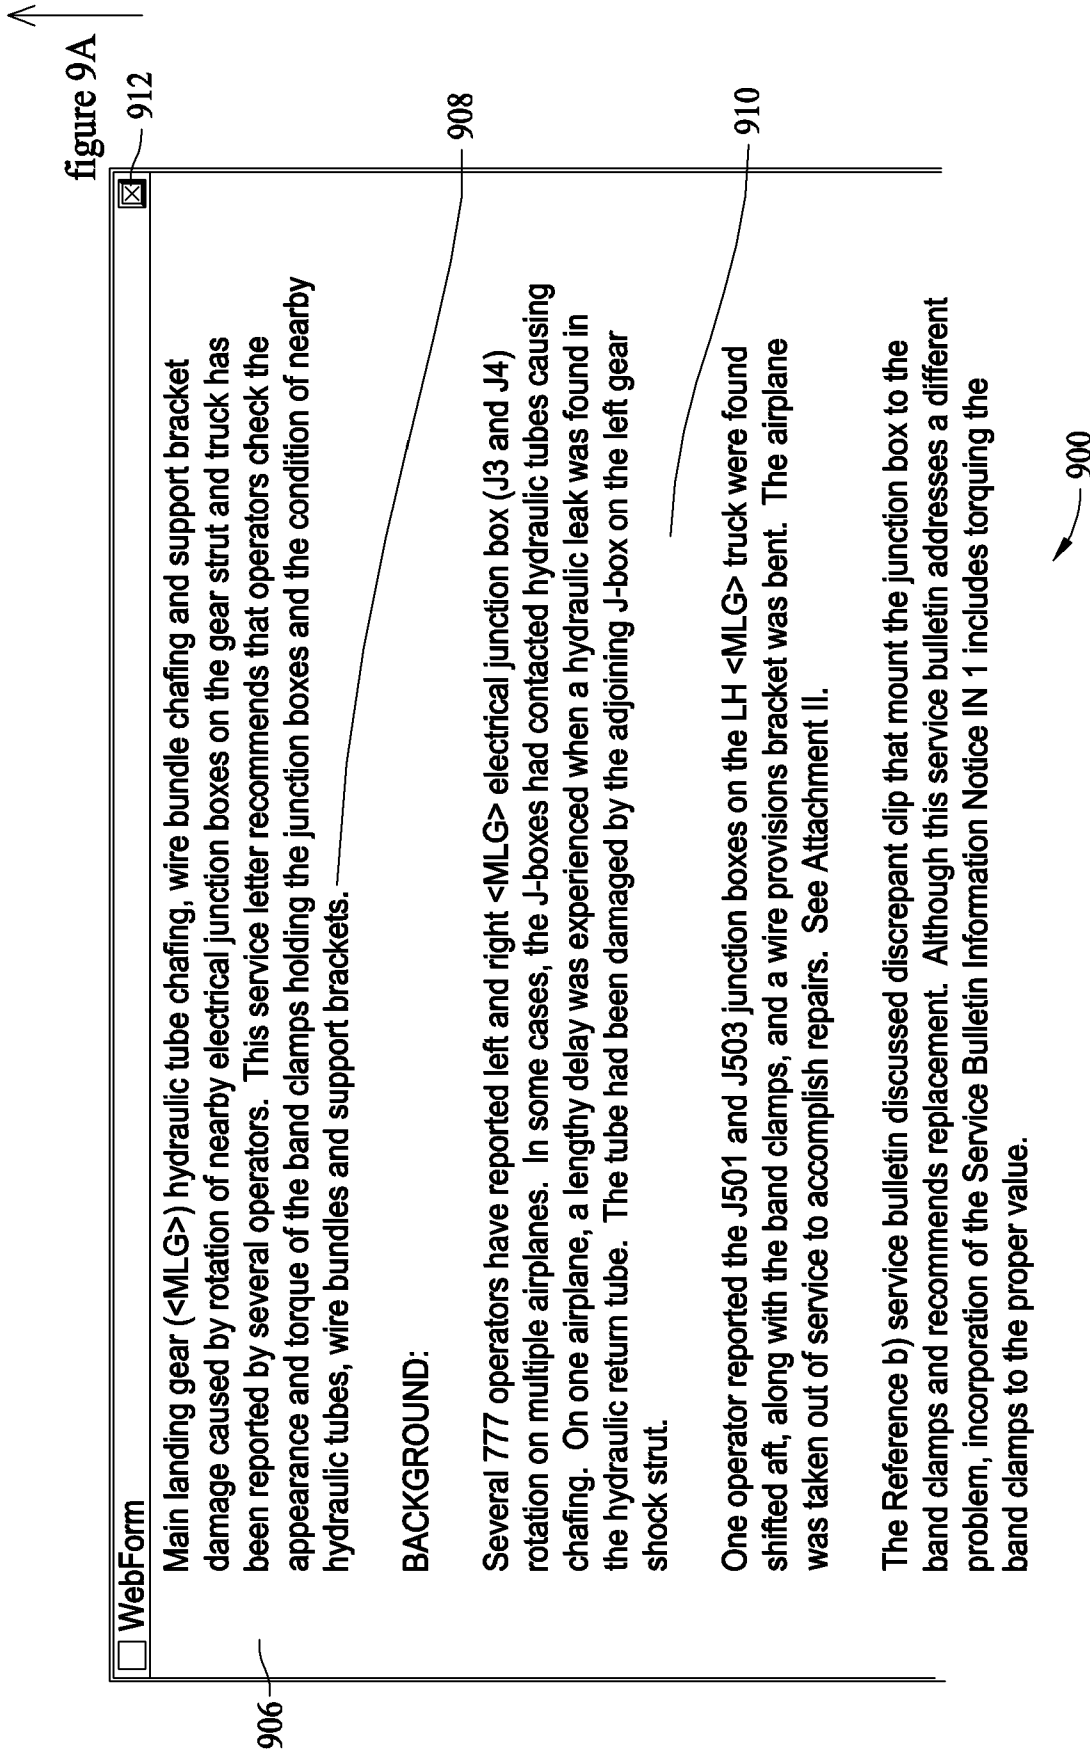 figure 9A
912
WebForm
Main landing gear (<MLG>) hydraulic tube chafing, wire bundle chafing and support bracket
damage caused by rotation of nearby electrical junction boxes on the gear strut and truck has
been reported by several operators. This service letter recommends that operators check the
appearance and torque of the band clamps holding the junction boxes and the condition of nearby
hydraulic tubes, wire bundles and support brackets.
906
908
BACKGROUND:
Several 777 operators have reported left and right <MLG> electrical junction box (J3 and J4)
rotation on multiple airplanes. In some cases, the J-boxes had contacted hydraulic tubes causing
chafing. On one airplane, a lengthy delay was experienced when a hydraulic leak was found in
the hydraulic return tube. The tube had been damaged by the adjoining J-box on the left gear
shock strut.
910
One operator reported the J501 and J503 junction boxes on the LH <MLG> truck were found
shifted aft, along with the band clamps, and a wire provisions bracket was bent. The airplane
was taken out of service to accomplish repairs. See Attachment II.
The Reference b) service bulletin discussed discrepant clip that mount the junction box to the
band clamps and recommends replacement. Although this service bulletin addresses a different
problem, incorporation of the Service Bulletin Information Notice IN 1 includes torquing the
band clamps to the proper value.
900